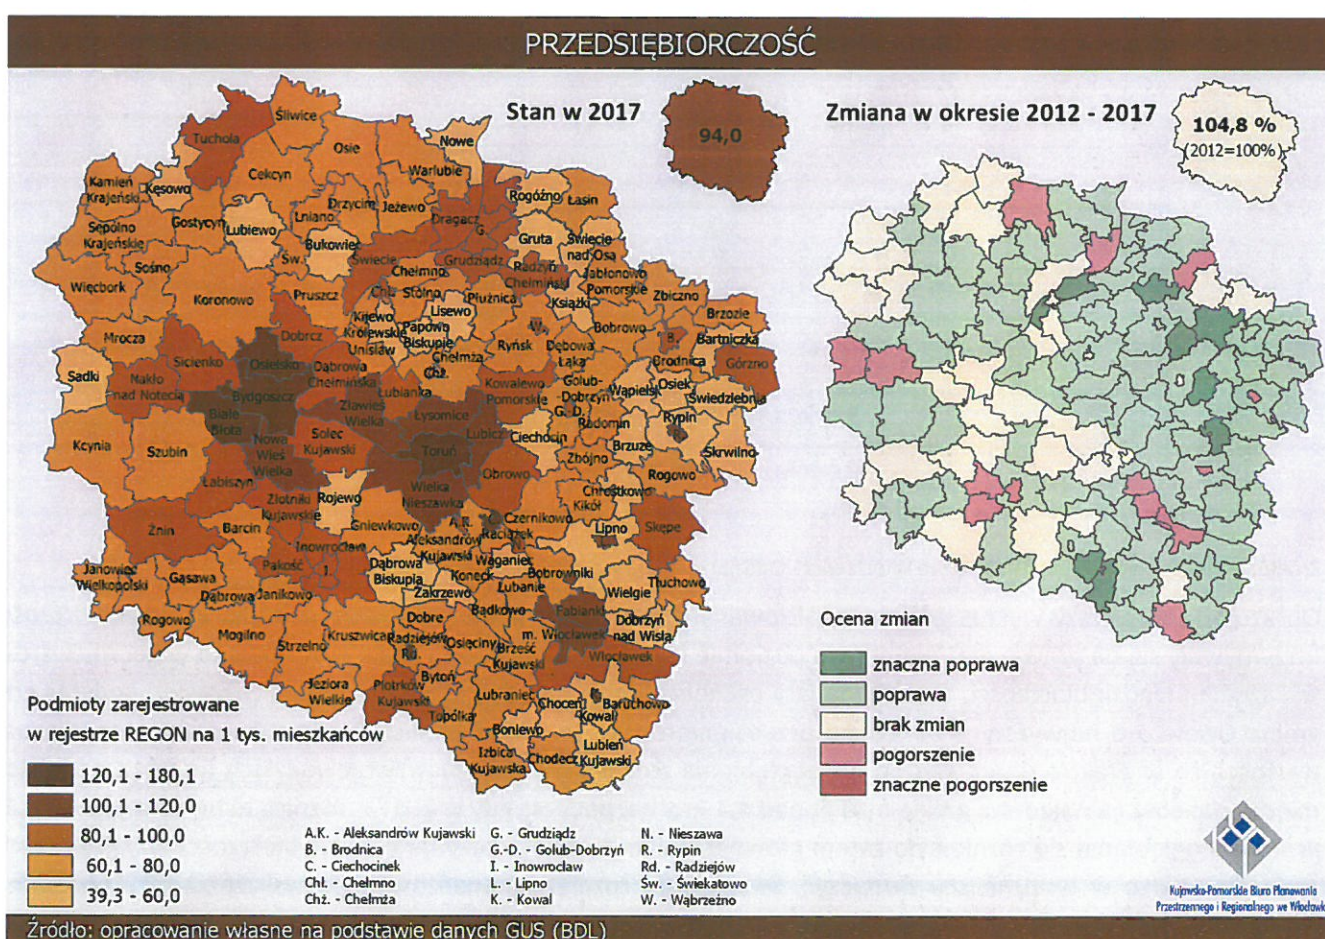 PRZEDSIĘBIORCZOŚĆ
Stan w 2017
94,0
Zmiana w okresie 2012 - 2017
104,8 %
(2012=100%)
Śliwice
Tuchola
Osie
Nowe
Cekcyn
Warlubie
Kamień
Krajeński
Kęsowo
Rogóźno
Łasin
Drzycim
Jeżewo
Lniano
Dragacz
G.
Gostycyn
Sępólno
Krajeńskie
Lubiewo
Bukowiec
Gruta
Świecie
nad Osą
Św.
Świecie
Grudziądz
Sośno
Chełmno
Radzyń
Chełmiński
Jabłonowo
Pomorskie
Więcbork
Koronowo
Pruszcz
Chł.
Stolno
Płużnica
Książki
Zbiczno
Lisewo
Brzozie
Kijewo
Królewskie
Papowo
Biskupie
W.
Bobrowo
B.
Bartniczka
Mrocza
Dobrcz
Unisław
Chełmża
Ryńsk
Dębowa
Łąka
Brodnica
Górzno
Sicienko
Osielsko
Dąbrowa
Chełmińska
Chż.
Sadki
Nakło
nad Notecią
Łubianka
Kowalewo
Pomorskie
Golub-
Dobrzyń
G.-D.
Wąpielsk
Osiek
Świedziebnia
Bydgoszcz
Białe
Błota
Zławieś
Wielka
Łysomice
Radomin
Rypin
R.
Kcynia
Szubin
Nowa
Wieś
Wielka
Solec
Kujawski
Toruń
Lubicz
Ciechocin
Brzuze
Skrwilno
Zbójno
Obrowo
Rogowo
Łabiszyn
Wielka
Nieszawka
Chrostkowo
Złotniki
Kujawskie
Rojewo
Kikół
Żnin
Barcin
Gniewkowo
A.K.
Raciążek
Czernikowo
Lipno
Skępe
Inowrocław
Aleksandrów
Kujawski
Janowiec
Wielkopolski
Pakość
I.
Dąbrowa
Biskupia
Waganiec
Koneck
Bobrowniki
Tłuchowo
Gąsawa
Dąbrowa
Janikowo
Zakrzewo
Lubanie
Wielgie
Rogowo
Bądkowo
Fabianki
Dobre
Dobrzyń
nad Wisłą
Mogilno
Kruszwica
Radziejów
Rd.
Osięciny
m. Włocławek
Strzelno
Brześć
Kujawski
Włocławek
Jeziora
Wielkie
Piotrków
Kujawski
Bytoń
Lubraniec
Choceń
Kowal
Baruchowo
Topólka
Boniewo
Lubień
Kujawski
Izbica
Kujawska
Chodecz
Podmioty zarejestrowane
w rejestrze REGON na 1 tys. mieszkańców
120,1 - 180,1
100,1 - 120,0
80,1 - 100,0
60,1 - 80,0
39,3 - 60,0
A.K. - Aleksandrów Kujawski
B. - Brodnica
C. - Ciechocinek
Chł. - Chełmno
Chż. - Chełmża
G. - Grudziądz
G.-D. - Golub-Dobrzyń
I. - Inowrocław
L. - Lipno
K. - Kowal
N. - Nieszawa
R. - Rypin
Rd. - Radziejów
Św. - Świekatowo
W. - Wąbrzeźno
Ocena zmian
znaczna poprawa
poprawa
brak zmian
pogorszenie
znaczne pogorszenie
Kujawsko-Pomorskie Biuro Planowania
Przestrzennego i Regionalnego we Włocławku
Źródło: opracowanie własne na podstawie danych GUS (BDL)